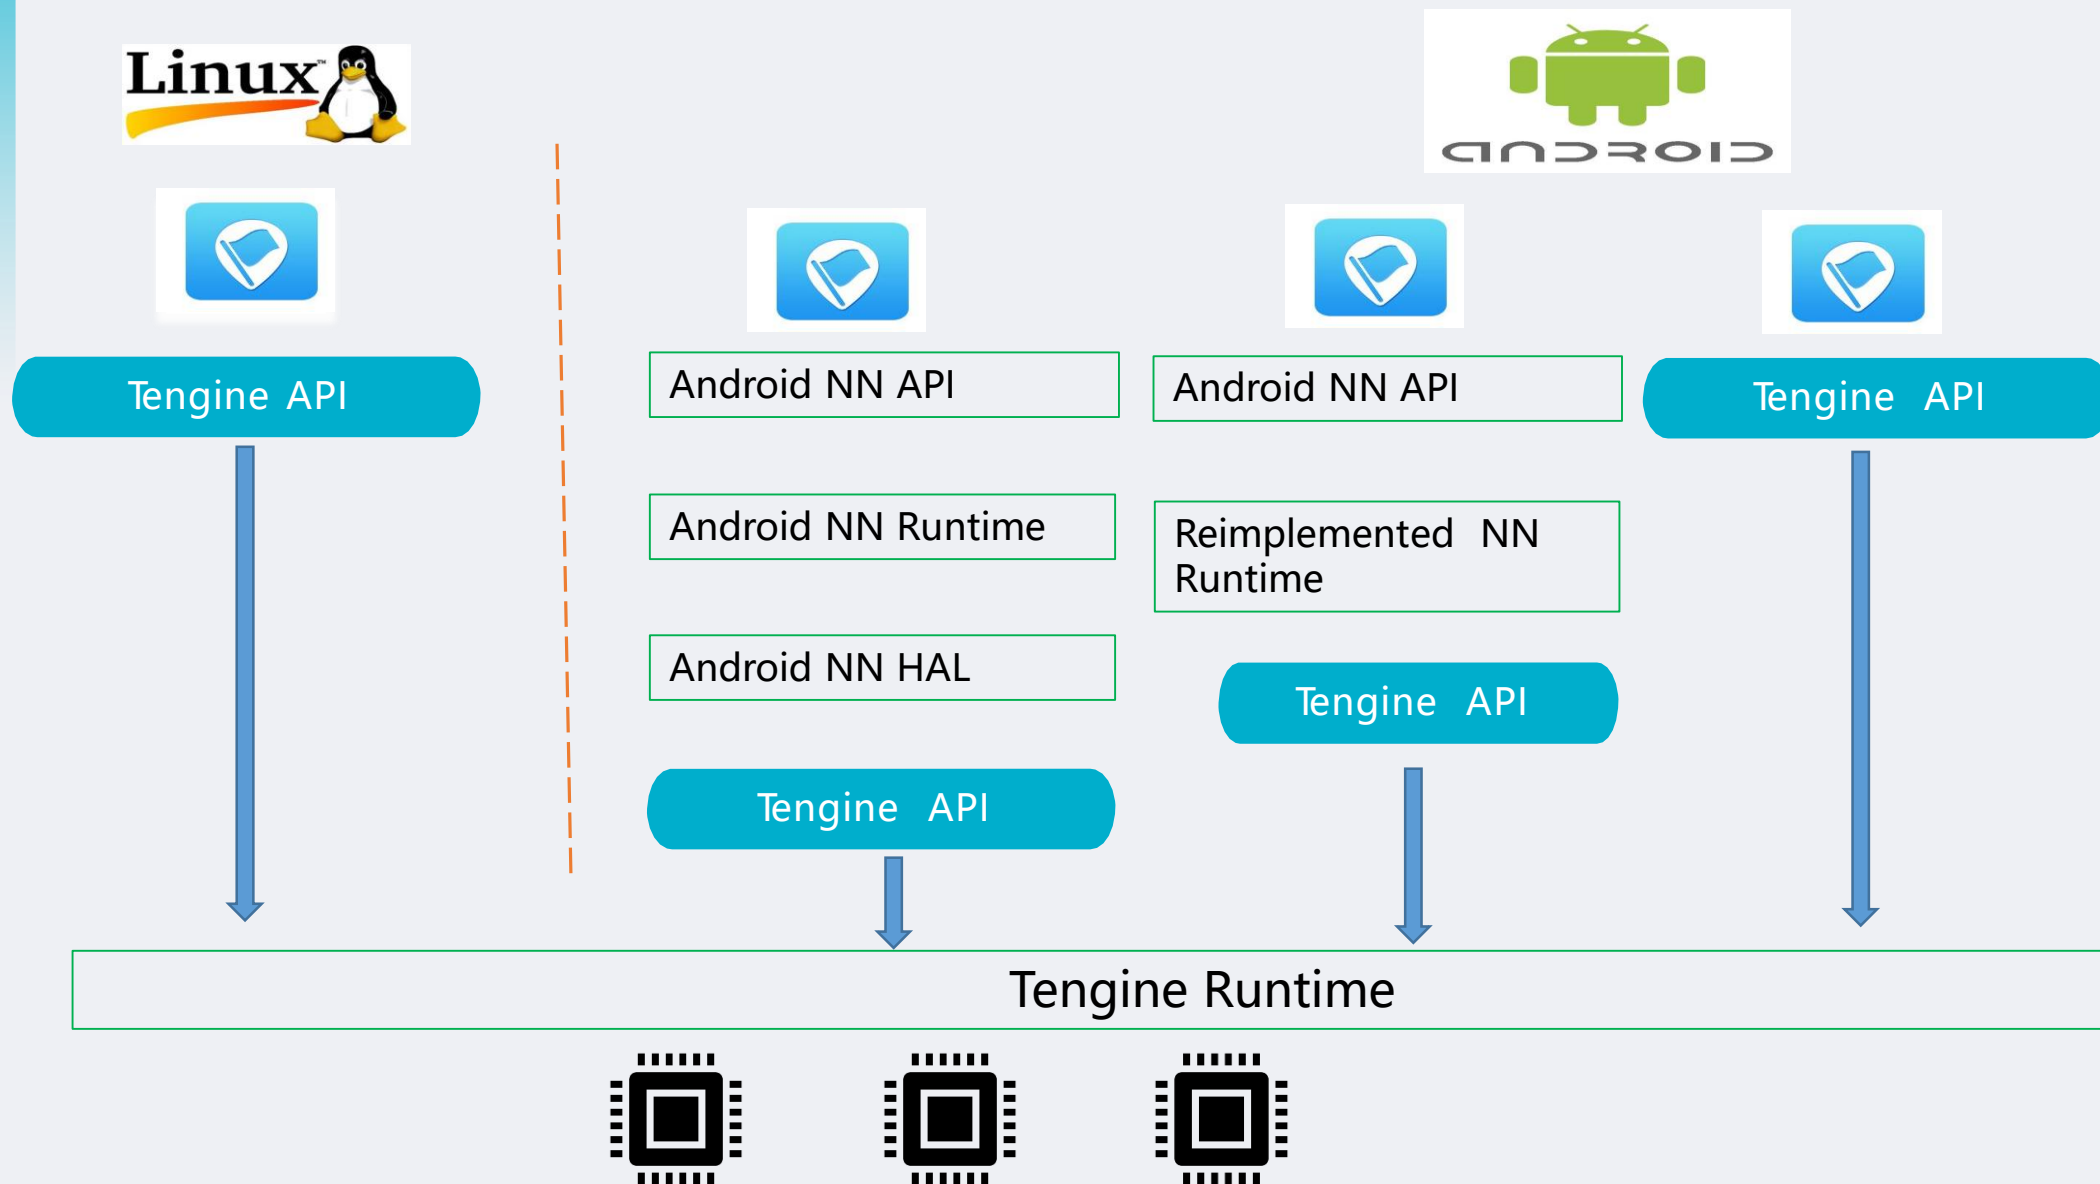 Linux™
ANDROID
Tengine API
Android NN API
Android NN API
Tengine API
Android NN Runtime
Reimplemented NN
Runtime
Android NN HAL
Tengine API
Tengine API
Tengine Runtime